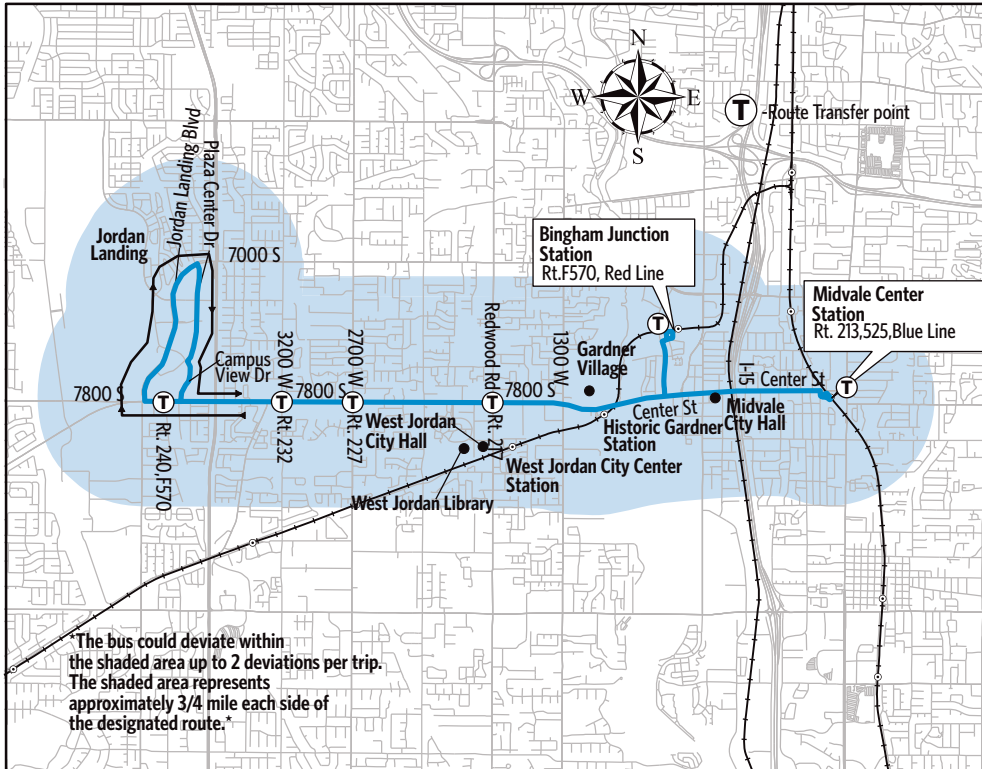 N
W
E
S
T
-Route Transfer point
Jordan Landing Blvd
Plaza Center Dr
Jordan
Landing
7000 S
Bingham Junction
Station
Rt.F570, Red Line
T
Midvale Center
Station
Rt. 213,525,Blue Line
T
Campus
View Dr
3200 W
2700 W
Redwood Rd
1300 W
Gardner
Village
I-15
Center St
7800 S
7800 S
7800 S
T
T
T
T
Rt. 240,F570
Rt. 232
Rt. 227
Center St
Historic Gardner
Station
Midvale
City Hall
West Jordan
City Hall
West Jordan City Center
Station
West Jordan Library
*The bus could deviate within
the shaded area up to 2 deviations per trip.
The shaded area represents
approximately 3/4 mile each side of
the designated route.*